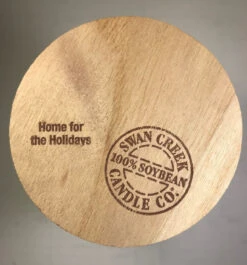 Home for
the Holidays
SWAN CREEK
100% SOYBEAN
CANDLE CO.